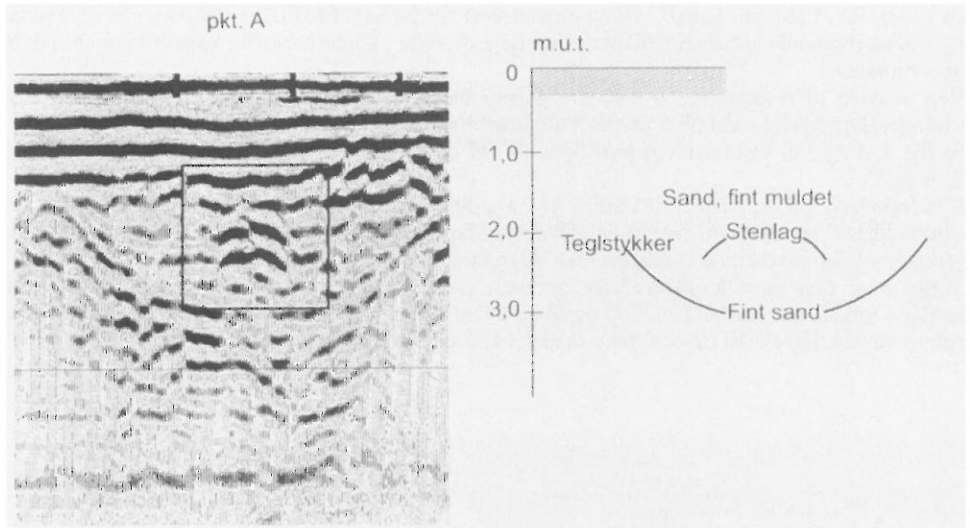 pkt. A
m.u.t.
0
1,0
Sand, fint muldet
2,0
Teglstykker
Stenlag
3,0
Fint sand